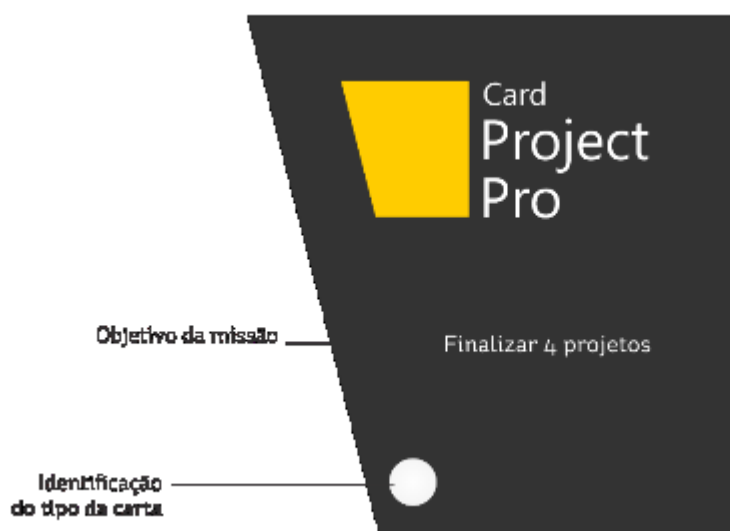 Card
Project
Pro
Objetivo da missão
Finalizar 4 projetos
Identificação
do tipo da carta